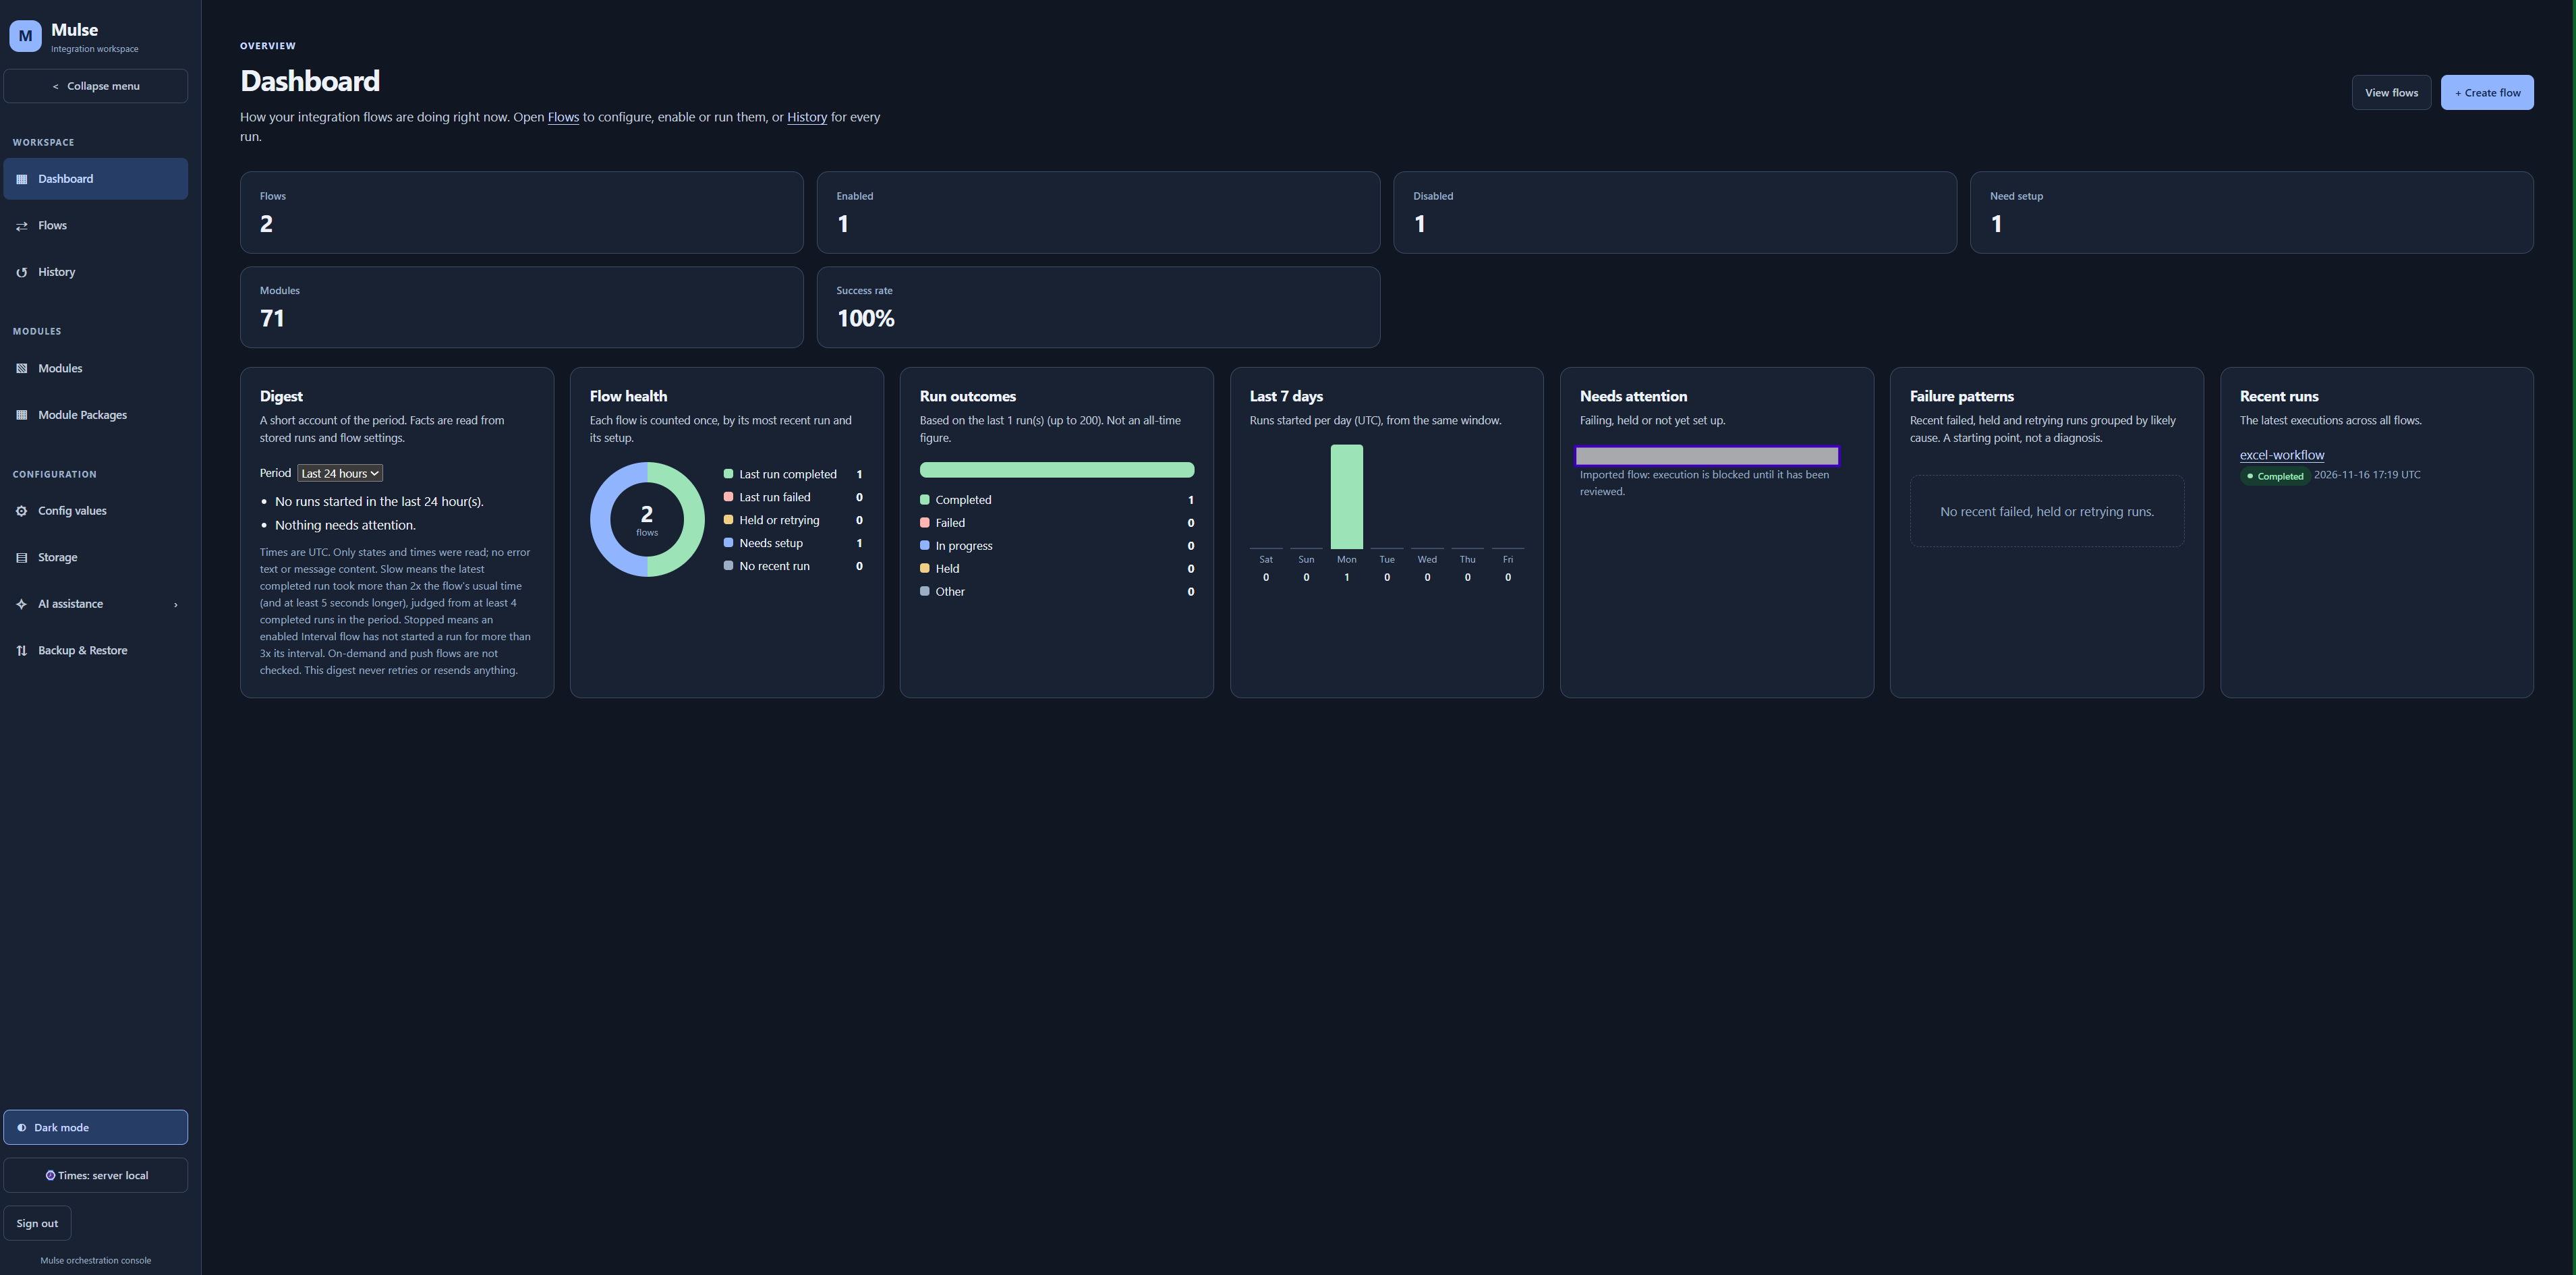 M
Mulse
Integration workspace
< Collapse menu
WORKSPACE
Dashboard
Flows
History
MODULES
Modules
Module Packages
CONFIGURATION
Config values
Storage
AI assistance ›
Backup & Restore
Dark mode
Times: server local
Sign out
Mulse orchestration console
OVERVIEW
Dashboard
How your integration flows are doing right now. Open Flows to configure, enable or run them, or History for every
run.
View flows
+ Create flow
Flows
2
Enabled
1
Disabled
1
Need setup
1
Modules
71
Success rate
100%
Digest
A short account of the period. Facts are read from
stored runs and flow settings.
Period Last 24 hours
• No runs started in the last 24 hour(s).
• Nothing needs attention.
Times are UTC. Only states and times were read; no error
text or message content. Slow means the latest
completed run took more than 2x the flow's usual time
(and at least 5 seconds longer), judged from at least 4
completed runs in the period. Stopped means an
enabled Interval flow has not started a run for more than
3x its interval. On-demand and push flows are not
checked. This digest never retries or resends anything.
Flow health
Each flow is counted once, by its most recent run and
its setup.
2
flows
Last run completed 1
Last run failed 0
Held or retrying 0
Needs setup 1
No recent run 0
Run outcomes
Based on the last 1 run(s) (up to 200). Not an all-time
figure.
Completed 1
Failed 0
In progress 0
Held 0
Other 0
Last 7 days
Runs started per day (UTC), from the same window.
Sat Sun Mon Tue Wed Thu Fri
0 0 1 0 0 0 0
Needs attention
Failing, held or not yet set up.
Imported flow: execution is blocked until it has been
reviewed.
Failure patterns
Recent failed, held and retrying runs grouped by likely
cause. A starting point, not a diagnosis.
No recent failed, held or retrying runs.
Recent runs
The latest executions across all flows.
excel-workflow
Completed 2026-11-16 17:19 UTC